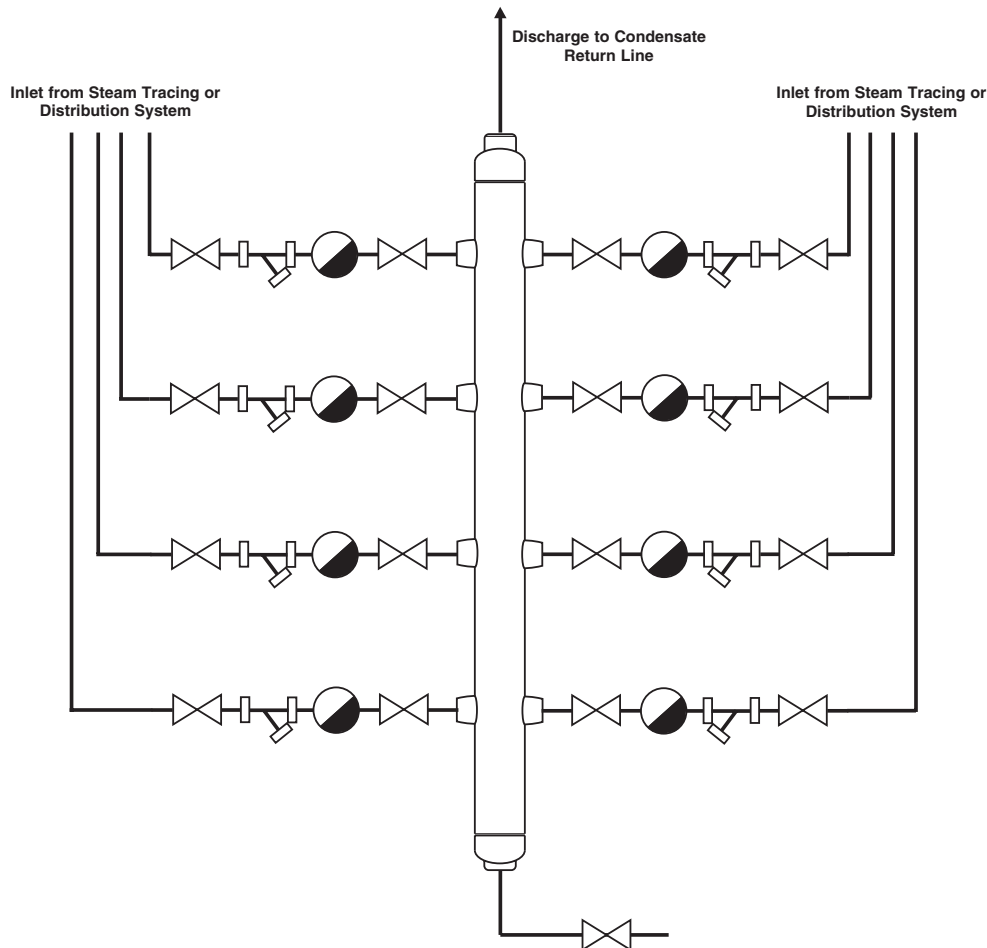 Discharge to Condensate
Return Line
Inlet from Steam Tracing or
Distribution System
Inlet from Steam Tracing or
Distribution System